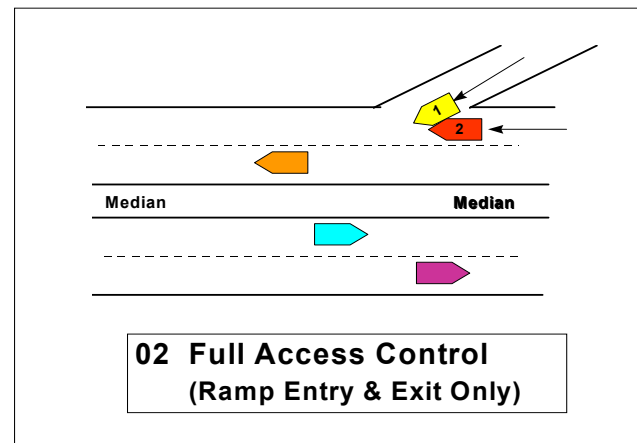 1
2
Median Median
02 Full Access Control
(Ramp Entry & Exit Only)